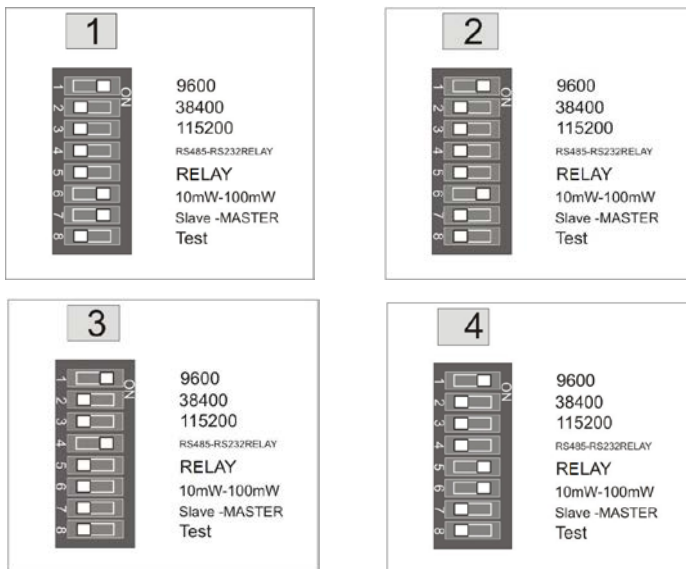 1
1
2
3
4
5
6
7
8
ON
9600
38400
115200
RS485-RS232RELAY
RELAY
10mW-100mW
Slave -MASTER
Test
2
1
2
3
4
5
6
7
8
ON
9600
38400
115200
RS485-RS232RELAY
RELAY
10mW-100mW
Slave -MASTER
Test
3
1
2
3
4
5
6
7
8
ON
9600
38400
115200
RS485-RS232RELAY
RELAY
10mW-100mW
Slave -MASTER
Test
4
1
2
3
4
5
6
7
8
ON
9600
38400
115200
RS485-RS232RELAY
RELAY
10mW-100mW
Slave -MASTER
Test